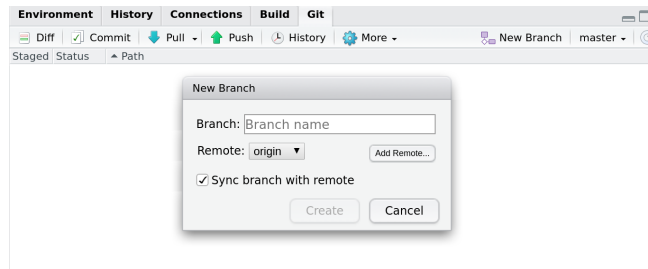 Environment History Connections Build Git
Diff Commit Pull Push History More New Branch master
Staged Status Path
New Branch
Branch: Branch name
Remote: origin Add Remote...
Sync branch with remote
Create Cancel